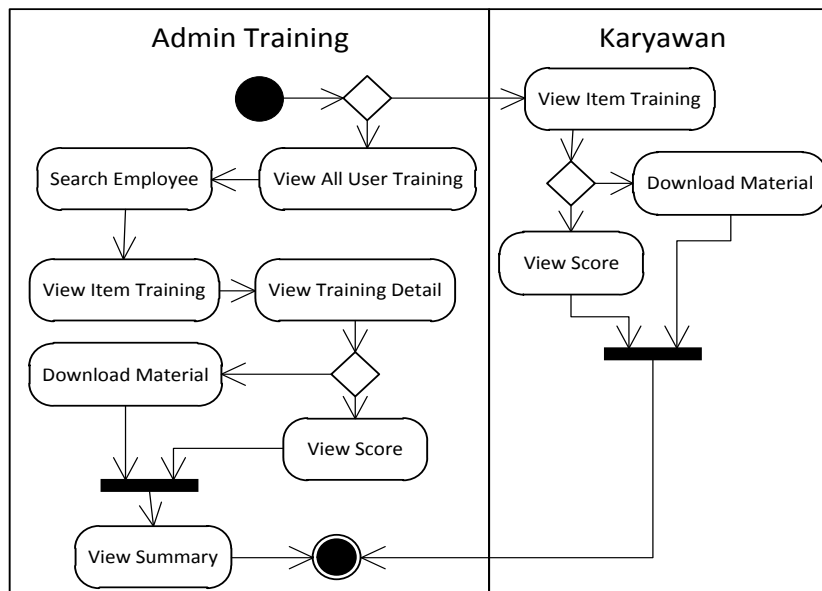 Admin Training
Karyawan
View Item Training
Search Employee
View All User Training
Download Material
View Score
View Item Training
View Training Detail
Download Material
View Score
View Summary